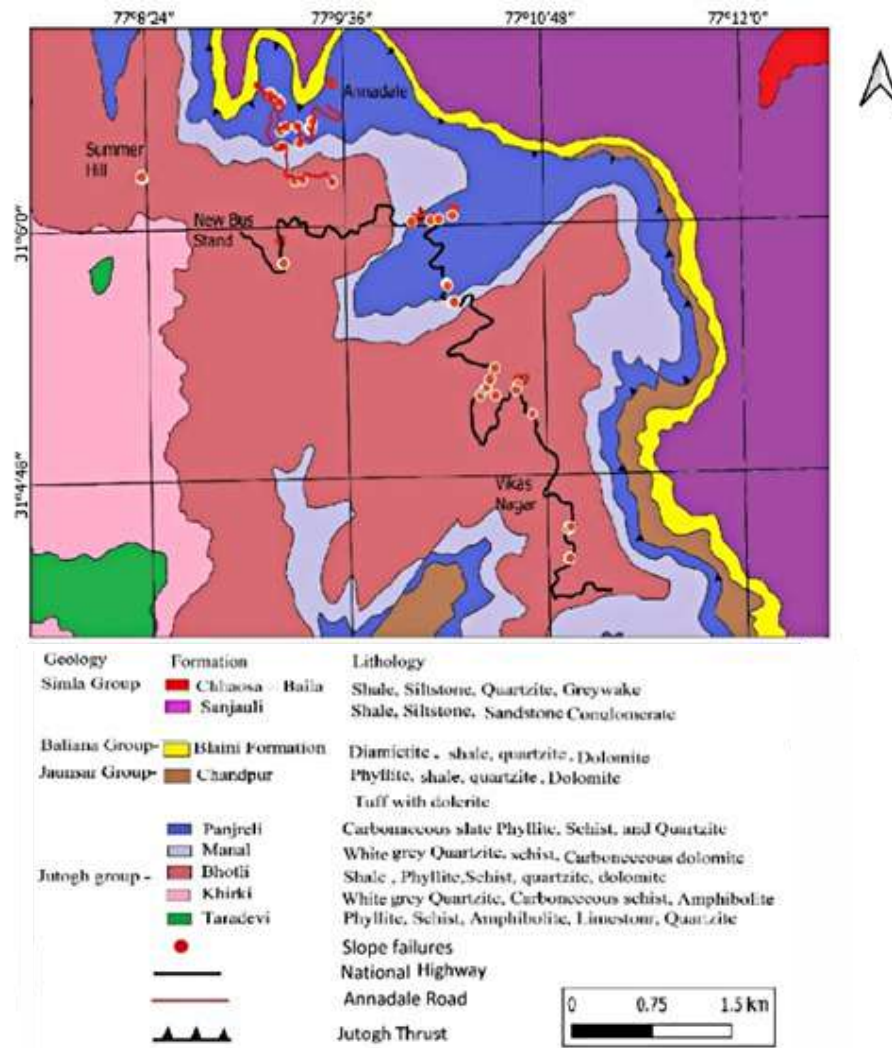 77°8'24" 77°9'36" 77°10'48" 77°12'0"
Annadale
Summer
Hill
31°6'0"
New Bus
Stand
31°4'48"
Vikas
Nagar
Geology Formation Lithology
Simla Group Chhaosa - Baila Shale, Siltstone, Quartzite, Greywake
Sanjauli Shale, Siltstone, Sandstone Conglomerate
Baliana Group- Blaini Formation Diamictite, shale, quartzite, Dolomite
Jaunsar Group- Chandpur Phyllite, shale, quartzite, Dolomite
Tuff with dolerite
Panjreli Carbonaceous slate Phyllite, Schist, and Quartzite
Manal White grey Quartzite, schist, Carboneceous dolomite
Jutogh group - Bhotli Shale, Phyllite, Schist, quartzite, dolomite
Khirki White grey Quartzite, Carboneceous schist, Amphibolite
Taradevi Phyllite, Schist, Amphibolite, Limestone, Quartzite
Slope failures
National Highway
Annadale Road
Jutogh Thrust
0 0.75 1.5 km